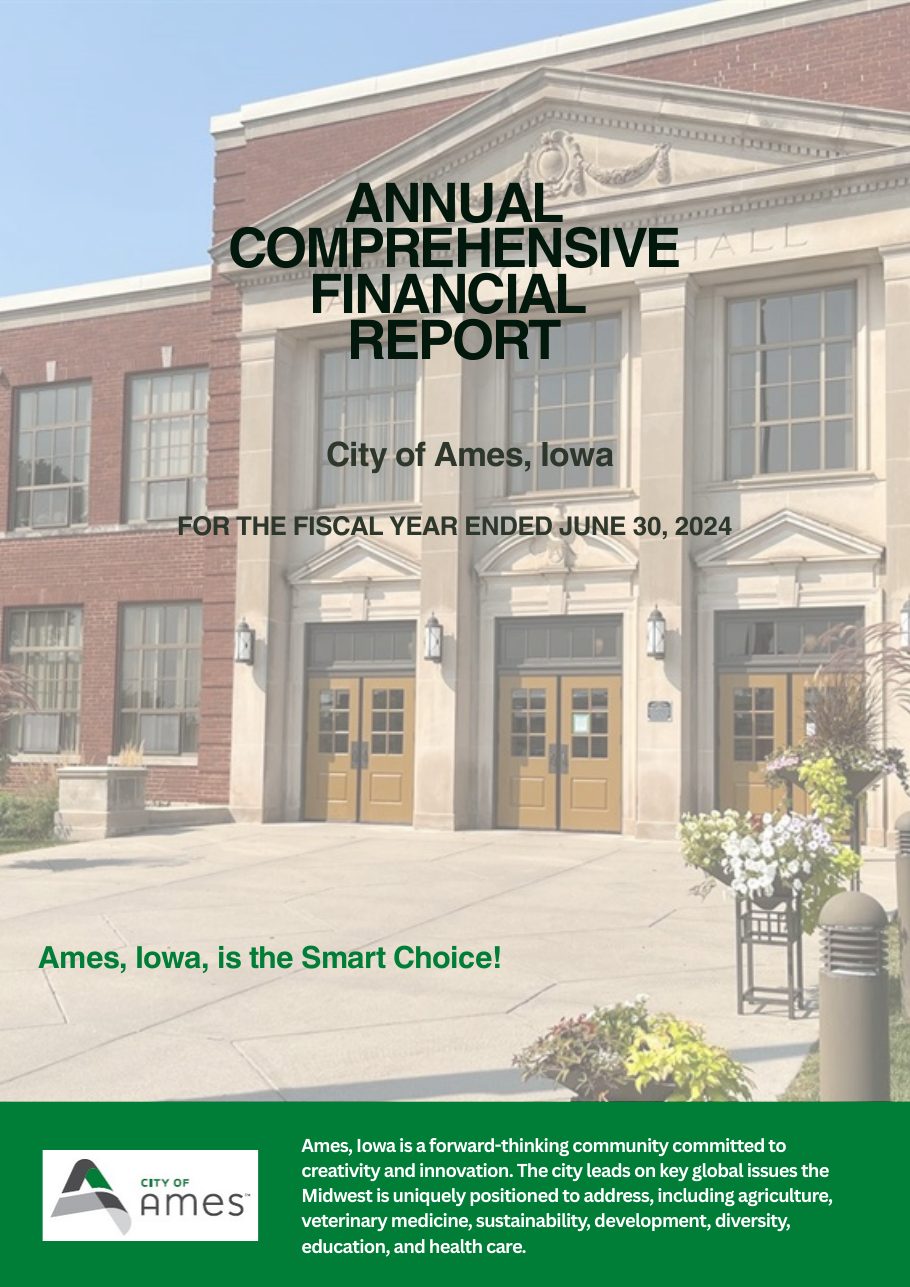 ANNUAL
COMPREHENSIVE
FINANCIAL
REPORT
HALL
City of Ames, Iowa
FOR THE FISCAL YEAR ENDED JUNE 30, 2024
Ames, Iowa, is the Smart Choice!
CITY OF
AMES™
Ames, Iowa is a forward-thinking community committed to
creativity and innovation. The city leads on key global issues the
Midwest is uniquely positioned to address, including agriculture,
veterinary medicine, sustainability, development, diversity,
education, and health care.